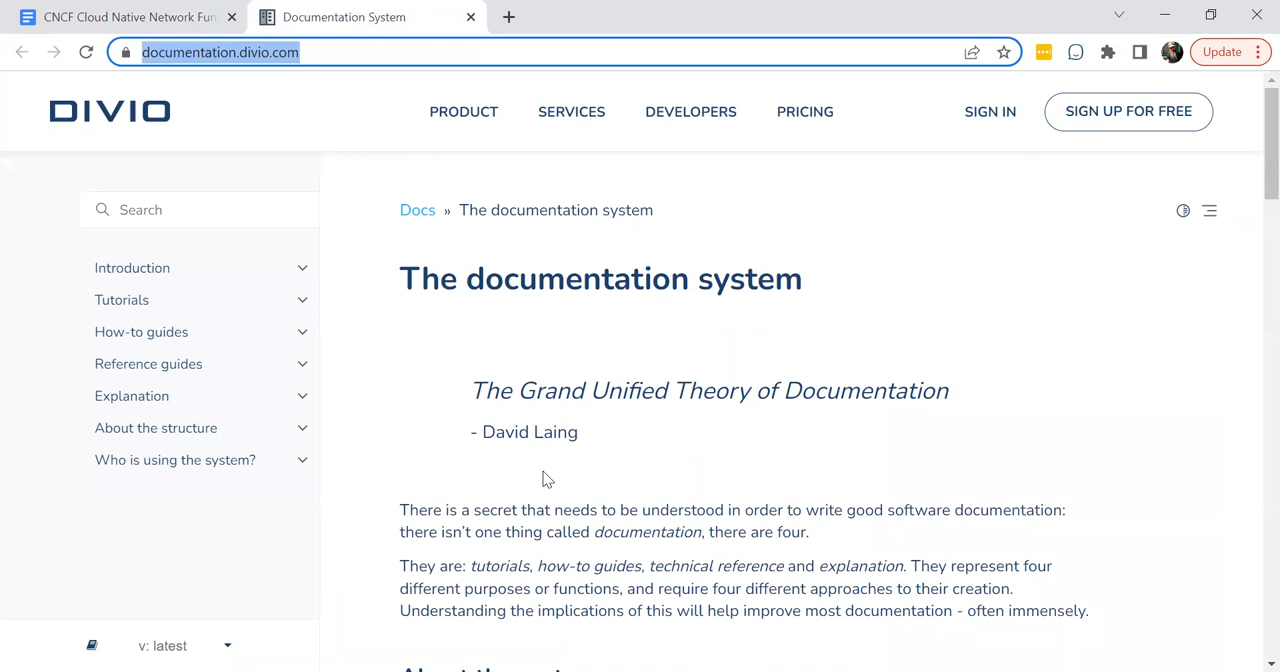 CNCF Cloud Native Network Fun
Documentation System
documentation.divio.com
Update
DIVIO
PRODUCT
SERVICES
DEVELOPERS
PRICING
SIGN IN
SIGN UP FOR FREE
Search
Introduction
Tutorials
How-to guides
Reference guides
Explanation
About the structure
Who is using the system?
v: latest
Docs » The documentation system
The documentation system
The Grand Unified Theory of Documentation
- David Laing
There is a secret that needs to be understood in order to write good software documentation:
there isn’t one thing called documentation, there are four.
They are: tutorials, how-to guides, technical reference and explanation. They represent four
different purposes or functions, and require four different approaches to their creation.
Understanding the implications of this will help improve most documentation - often immensely.